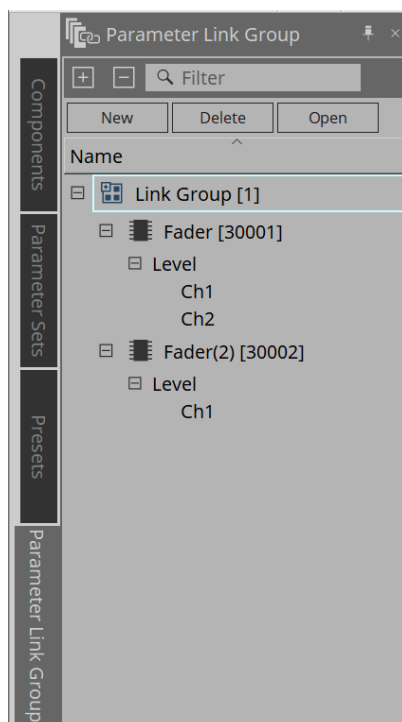 Parameter Link Group
Filter
New Delete Open
Name
Link Group [1]
Fader [30001]
Level
Ch1
Ch2
Fader(2) [30002]
Level
Ch1
Components
Parameter Sets
Presets
Parameter Link Group